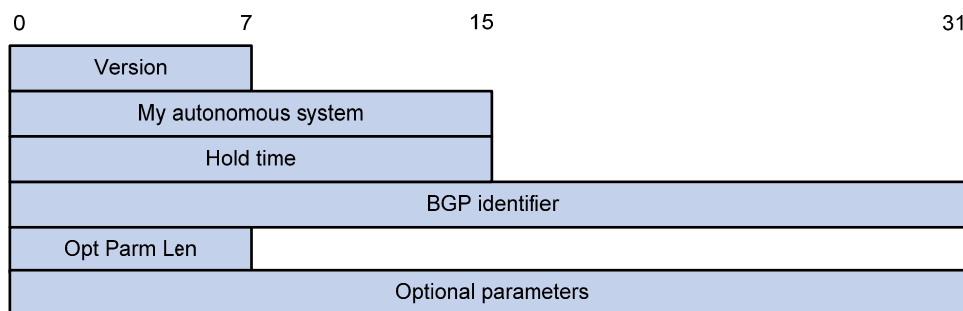 0 7 15 31
Version
My autonomous system
Hold time
BGP identifier
Opt Parm Len
Optional parameters